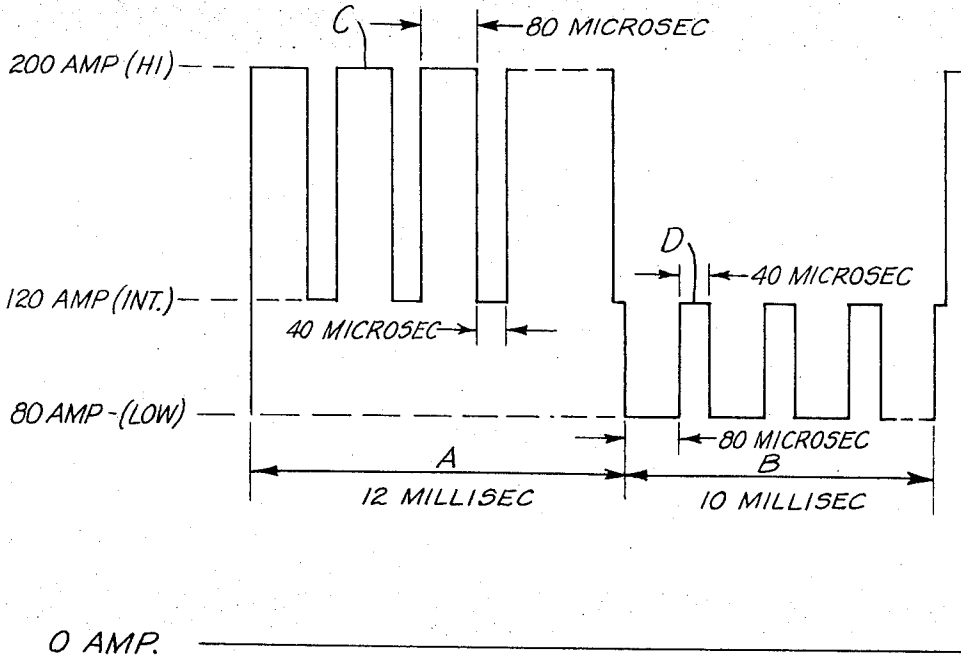 C
80 MICROSEC
200 AMP (HI)
D
40 MICROSEC
120 AMP (INT.)
40 MICROSEC
80 AMP-(LOW)
80 MICROSEC
A
B
12 MILLISEC
10 MILLISEC
0 AMP.